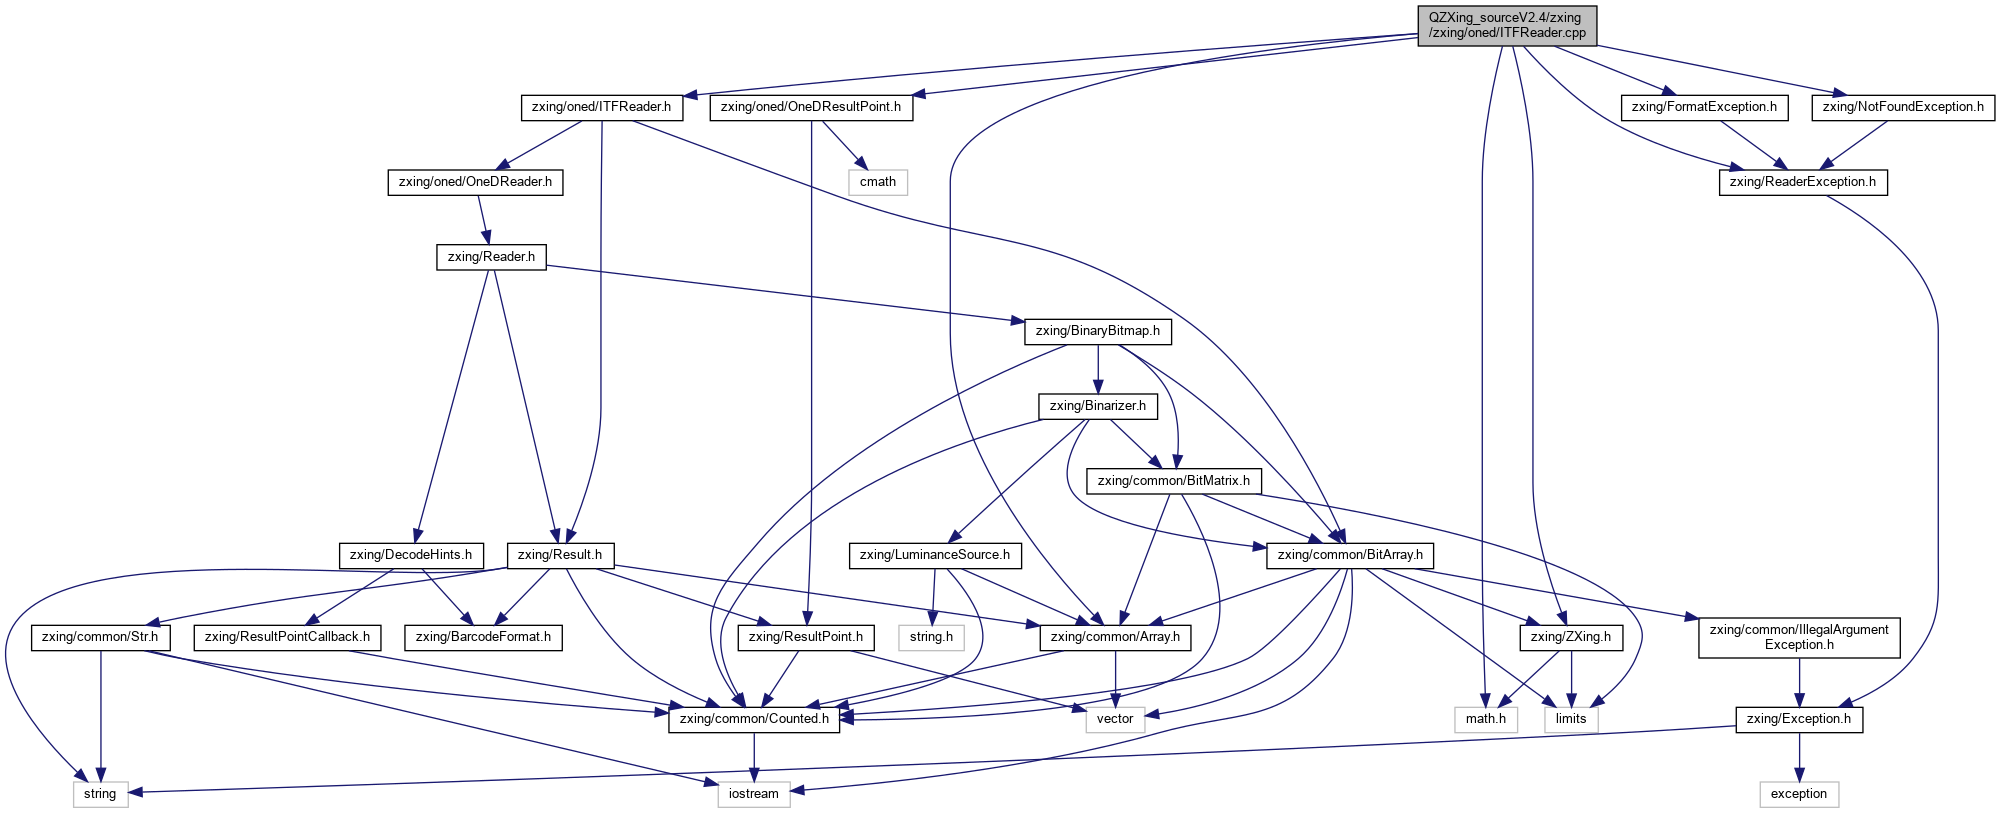 QZXing_sourceV2.4/zxing
/zxing/oned/ITFReader.cpp
zxing/oned/ITFReader.h
zxing/oned/OneDResultPoint.h
zxing/FormatException.h
zxing/NotFoundException.h
zxing/oned/OneDReader.h
cmath
zxing/ReaderException.h
zxing/Reader.h
zxing/BinaryBitmap.h
zxing/Binarizer.h
zxing/common/BitMatrix.h
zxing/DecodeHints.h
zxing/Result.h
zxing/LuminanceSource.h
zxing/common/BitArray.h
zxing/common/Str.h
zxing/ResultPointCallback.h
zxing/BarcodeFormat.h
zxing/ResultPoint.h
string.h
zxing/common/Array.h
zxing/ZXing.h
zxing/common/IllegalArgument
Exception.h
zxing/common/Counted.h
vector
math.h
limits
zxing/Exception.h
string
iostream
exception